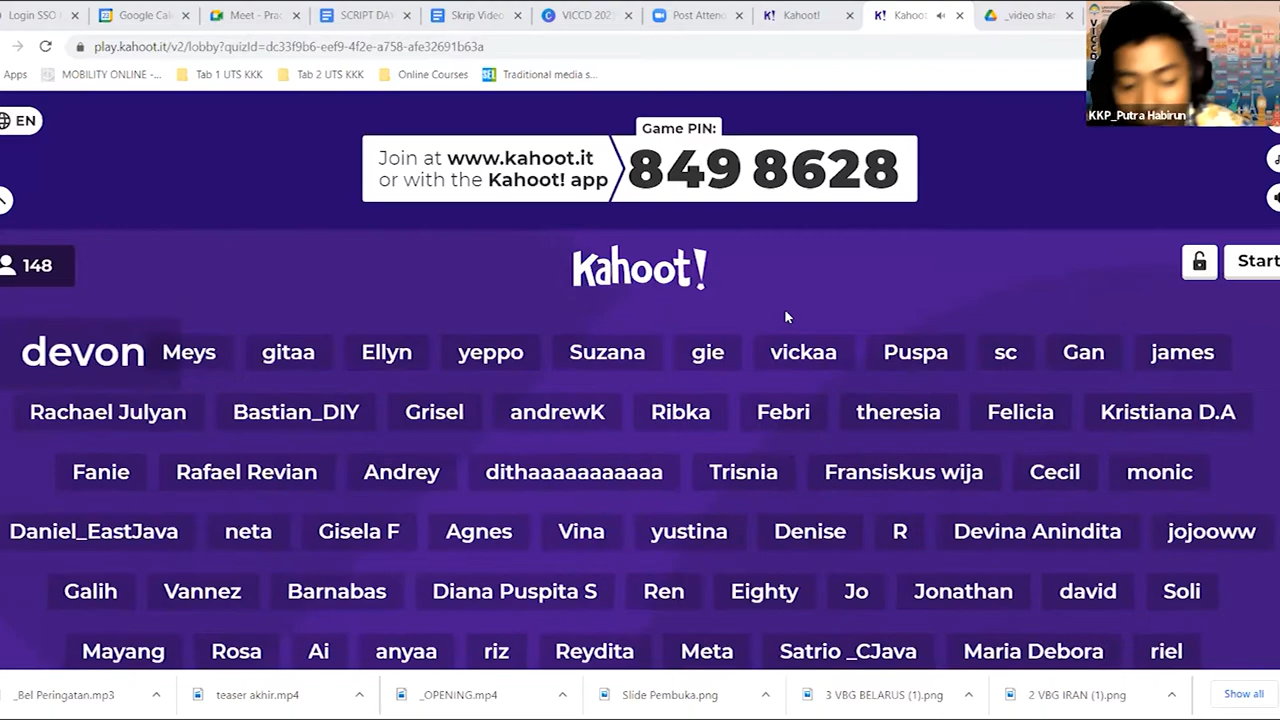 Login SSO
Google Cal
Meet - Prac
SCRIPT DAY
Skrip Video
VICCD 202
Post Attend
Kahoot!
Kahoot
_video shar
play.kahoot.it/v2/lobby?quizId=dc33f9b6-eef9-4f2e-a758-afe32691b63a
Apps
MOBILITY ONLINE -...
Tab 1 UTS KKK
Tab 2 UTS KKK
Online Courses
SEJ
Traditional media s...
KKP_Putra Habirun
EN
Game PIN:
Join at www.kahoot.it
or with the Kahoot! app
849 8628
148
Kahoot!
Start
devon Meys gitaa Ellyn yeppo Suzana gie vickaa Puspa sc Gan james
Rachael Julyan Bastian_DIY Grisel andrewK Ribka Febri theresia Felicia Kristiana D.A
Fanie Rafael Revian Andrey dithaaaaaaaaaaa Trisnia Fransiskus wija Cecil monic
Daniel_EastJava neta Gisela F Agnes Vina yustina Denise R Devina Anindita jojooww
Galih Vannez Barnabas Diana Puspita S Ren Eighty Jo Jonathan david Soli
Mayang Rosa Ai anyaa riz Reydita Meta Satrio _CJava Maria Debora riel
_Bel Peringatan.mp3
teaser akhir.mp4
_OPENING.mp4
Slide Pembuka.png
3 VBG BELARUS (1).png
2 VBG IRAN (1).png
Show all